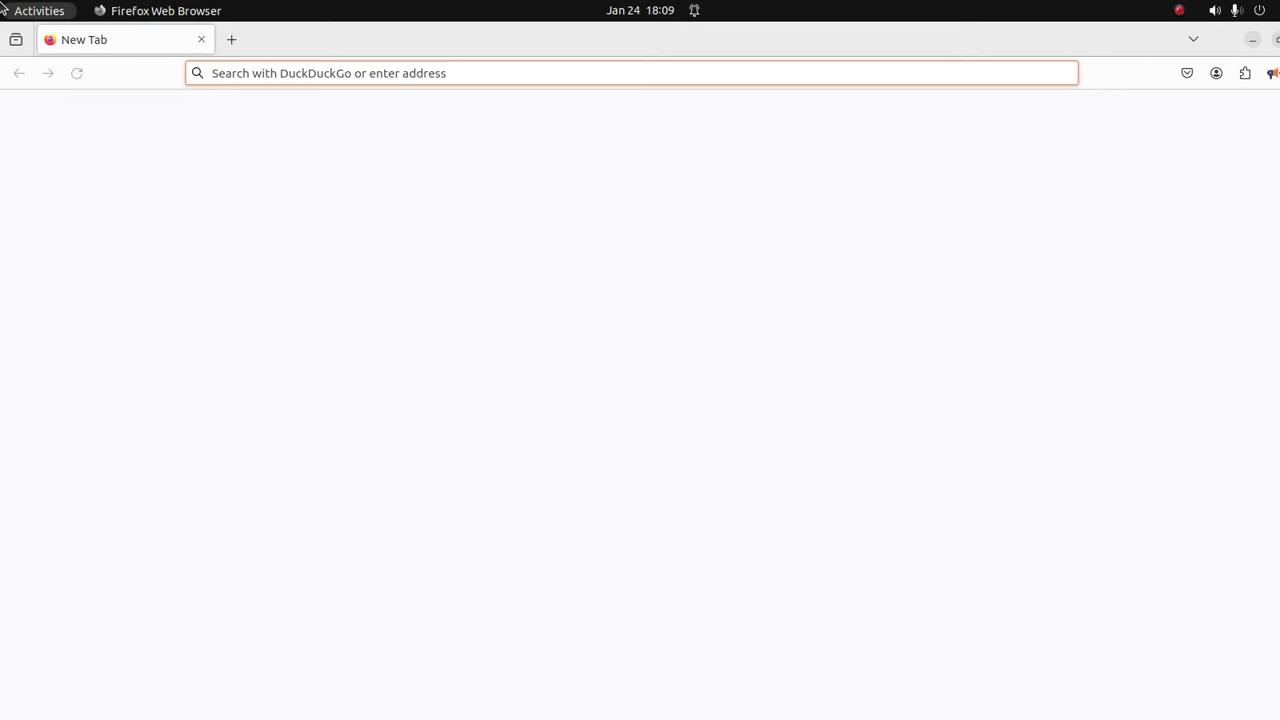 Activities Firefox Web Browser Jan 24 18:09
New Tab
Search with DuckDuckGo or enter address